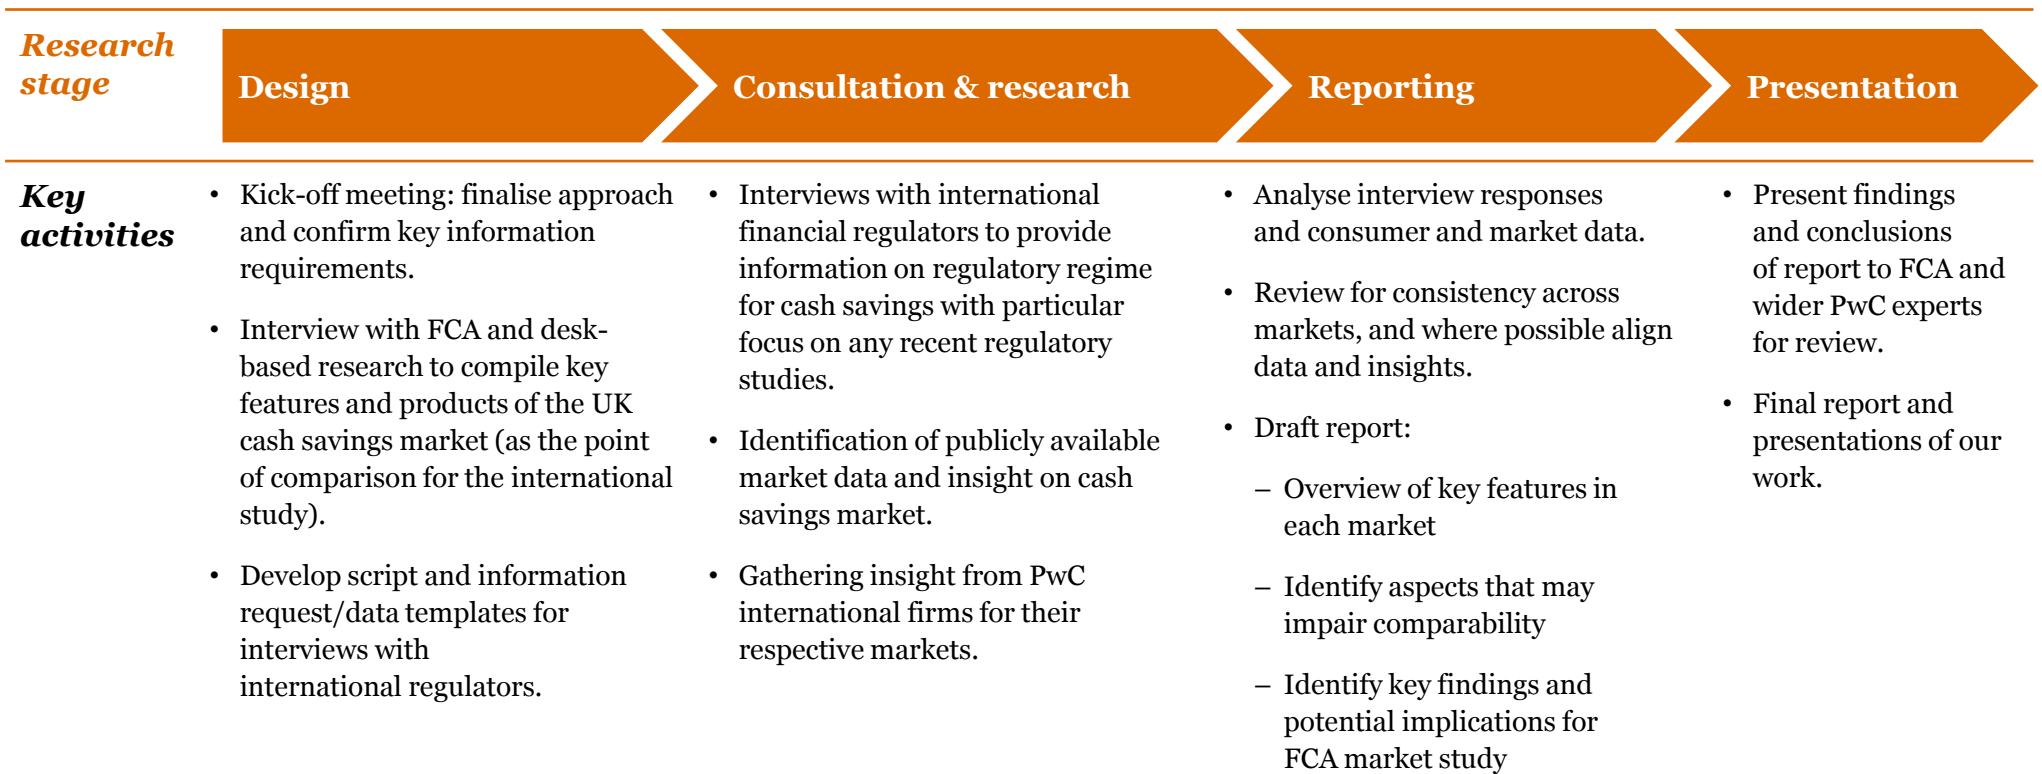 Research
stage
Design
Consultation & research
Reporting
Presentation
Key
activities
• Kick-off meeting: finalise approach
and confirm key information
requirements.
• Interview with FCA and desk-
based research to compile key
features and products of the UK
cash savings market (as the point
of comparison for the international
study).
• Develop script and information
request/data templates for
interviews with
international regulators.
• Interviews with international
financial regulators to provide
information on regulatory regime
for cash savings with particular
focus on any recent regulatory
studies.
• Identification of publicly available
market data and insight on cash
savings market.
• Gathering insight from PwC
international firms for their
respective markets.
• Analyse interview responses
and consumer and market data.
• Review for consistency across
markets, and where possible align
data and insights.
• Draft report:
– Overview of key features in
each market
– Identify aspects that may
impair comparability
– Identify key findings and
potential implications for
FCA market study
• Present findings
and conclusions
of report to FCA and
wider PwC experts
for review.
• Final report and
presentations of our
work.